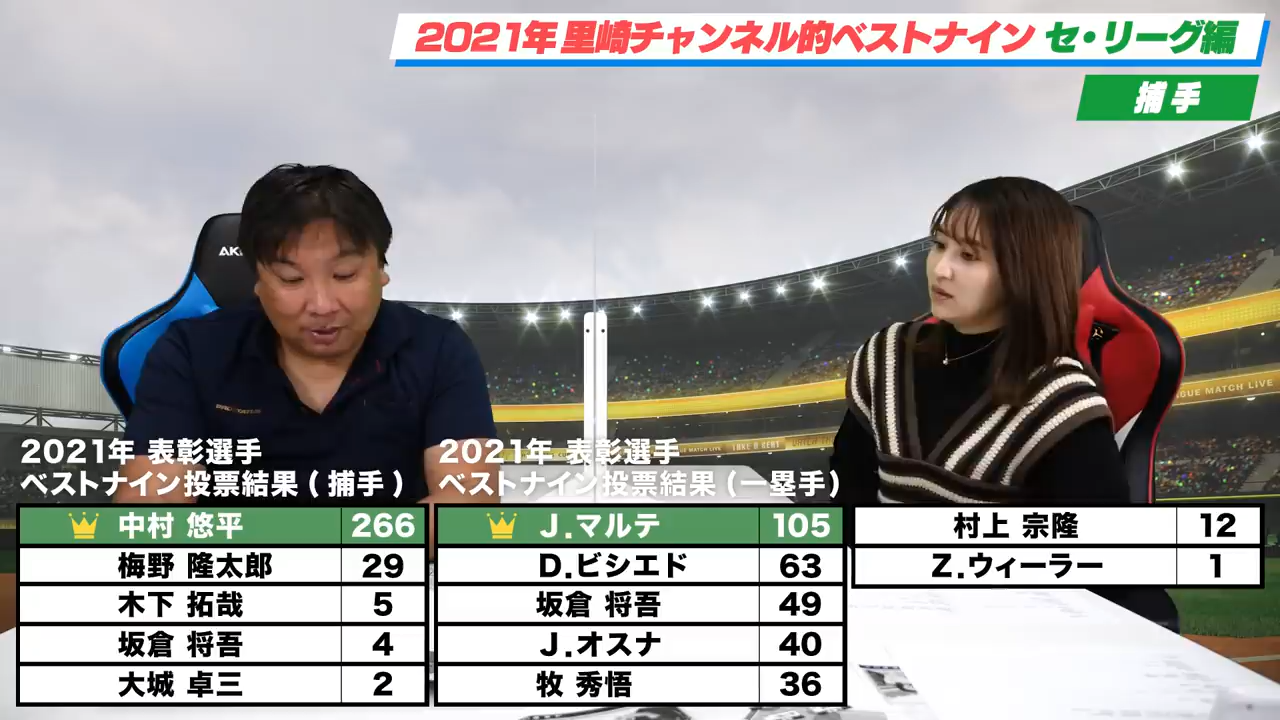 2021年 里崎チャンネル的ベストナイン セ・リーグ編
捕手
2021年 表彰選手
ベストナイン投票結果(捕手)
中村 悠平 266
梅野 隆太郎 29
木下 拓哉 5
坂倉 将吾 4
大城 卓三 2
2021年 表彰選手
ベストナイン投票結果(一塁手)
J.マルテ 105
D.ビシエド 63
坂倉 将吾 49
J.オスナ 40
牧 秀悟 36
村上 宗隆 12
Z.ウィーラー 1
LEAGUE MATCH LIVE
TAKE A BEAT